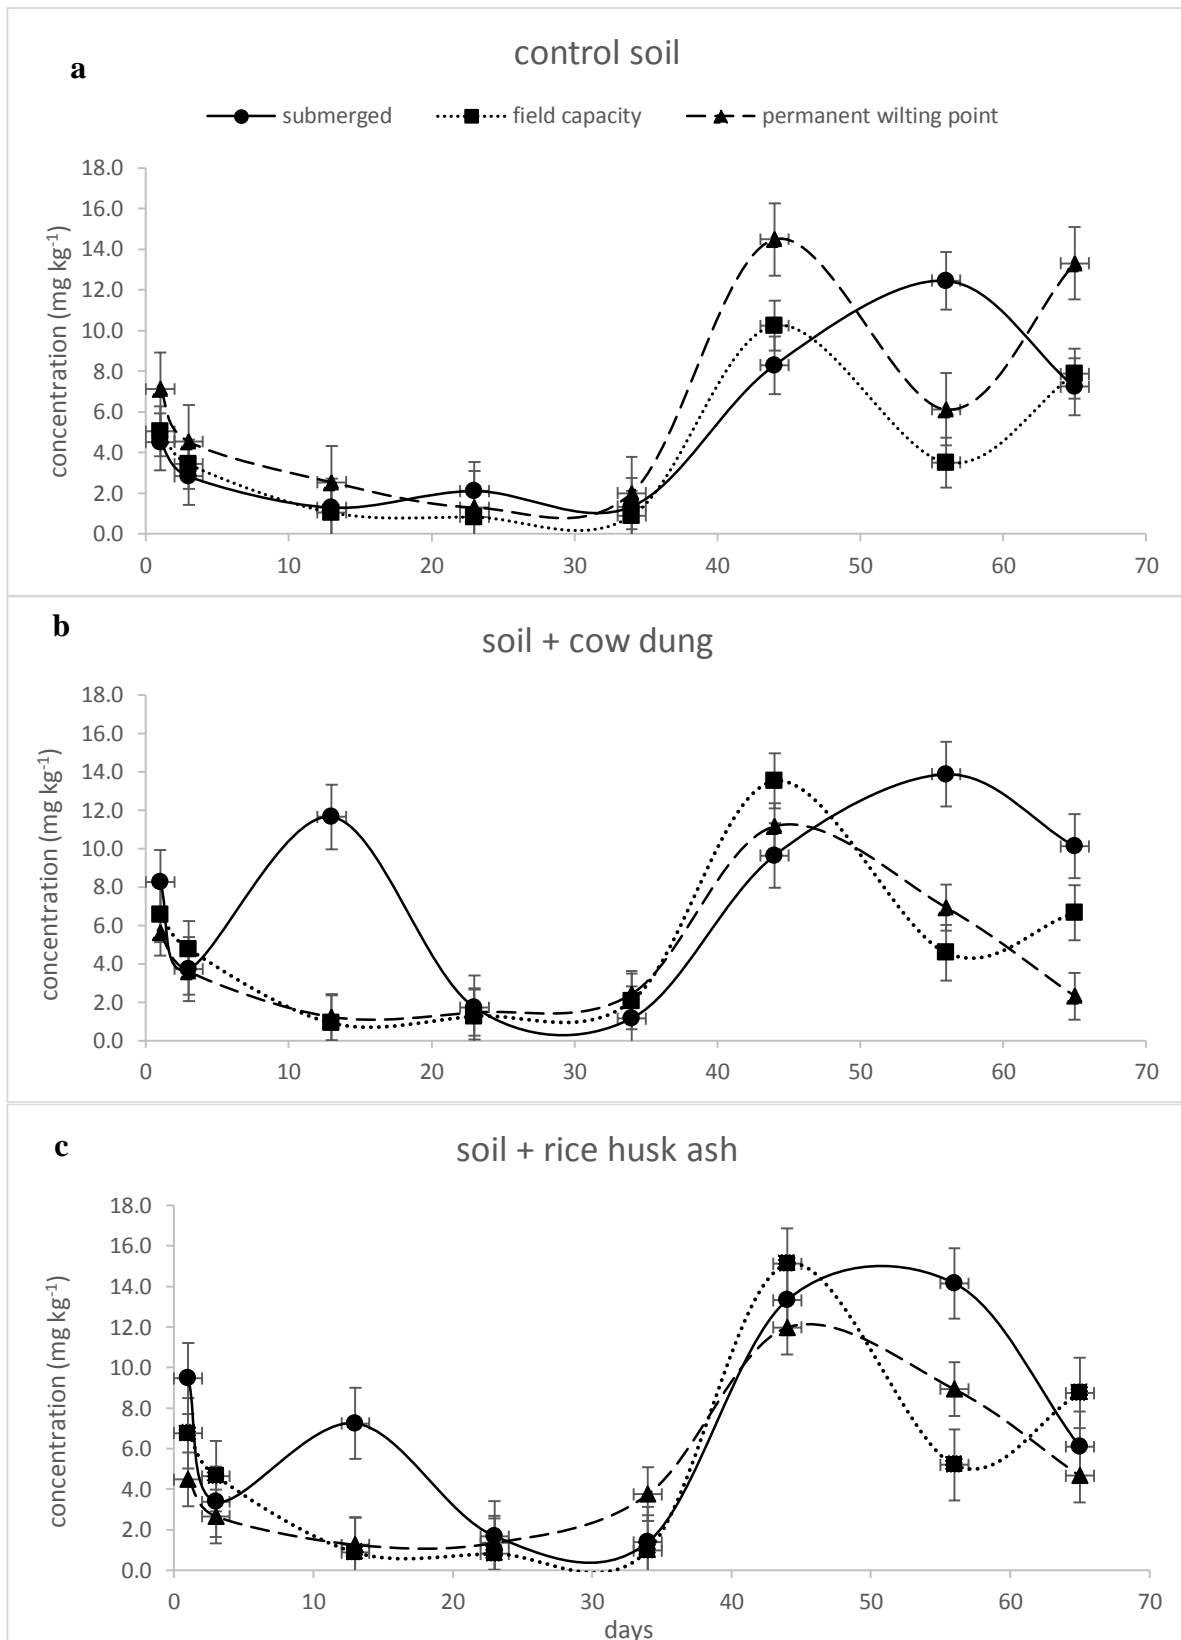 a
control soil
submerged field capacity permanent wilting point
concentration (mg kg⁻¹)
18.0
16.0
14.0
12.0
10.0
8.0
6.0
4.0
2.0
0.0
0 10 20 30 40 50 60 70
b
soil + cow dung
concentration (mg kg⁻¹)
18.0
16.0
14.0
12.0
10.0
8.0
6.0
4.0
2.0
0.0
0 10 20 30 40 50 60 70
c
soil + rice husk ash
concentration (mg kg⁻¹)
18.0
16.0
14.0
12.0
10.0
8.0
6.0
4.0
2.0
0.0
0 10 20 30 40 50 60 70
days